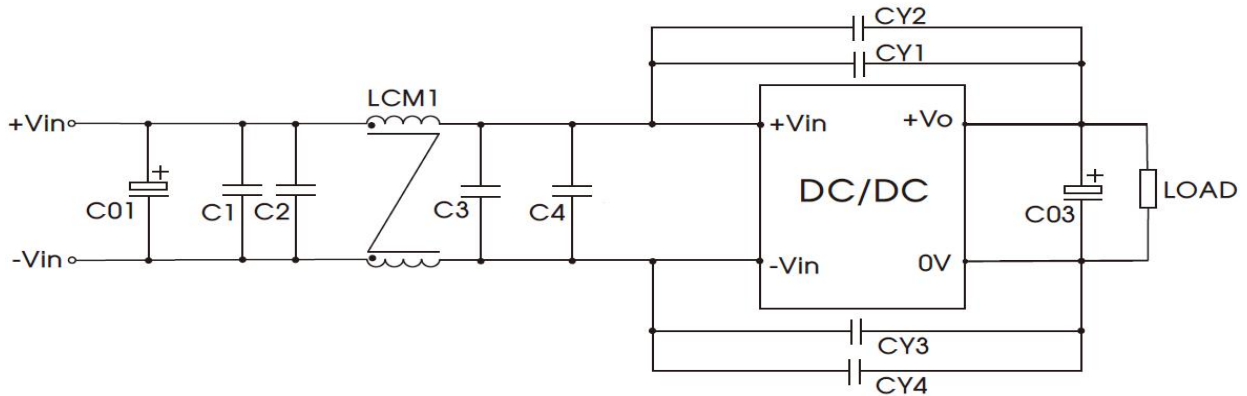 CY2
CY1
LCM1
+Vin
+Vin
+Vo
+
+
DC/DC
C01
C1
C2
C3
C4
C03
LOAD
-Vin
-Vin
0V
CY3
CY4